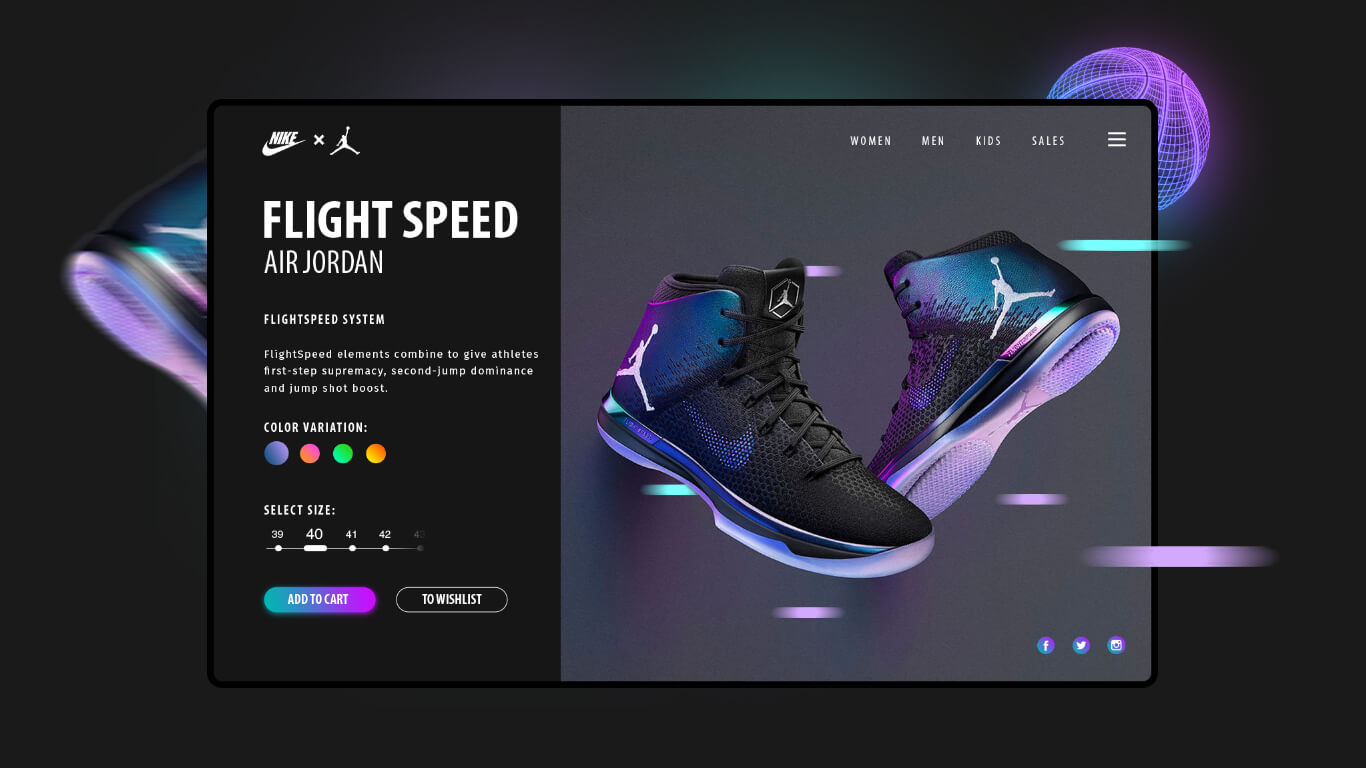 NIKE
WOMEN MEN KIDS SALES
FLIGHT SPEED
AIR JORDAN
FLIGHTSPEED SYSTEM
FlightSpeed elements combine to give athletes
first-step supremacy, second-jump dominance
and jump shot boost.
COLOR VARIATION:
SELECT SIZE:
39 40 41 42 43
ADD TO CART TO WISHLIST